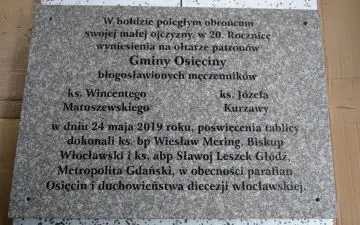 W hołdzie poległym obrońcom
swojej małej ojczyzny, w 20. Rocznicę
wyniesienia na ołtarze patronów
Gminy Osięciny
błogosławionych męczenników
ks. Wincentego ks. Józefa
Matuszewskiego Kurzawy
w dniu 24 maja 2019 roku, poświęcenia tablicy
dokonali ks. bp Wiesław Mering, Biskup
Włocławski i ks. abp Sławoj Leszek Głódź,
Metropolita Gdański, w obecności parafian
Osięcin i duchowieństwa diecezji włocławskiej.